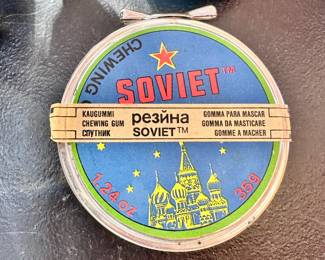 CHEWING G
SOVIET™
KAUGUMMI
CHEWING GUM
СПУТНИК
резйна
SOVIET™
GOMMA PARA MASCAR
GOMMA DA MASTICARE
GOMME A MACHER
1.24 oz.
35g